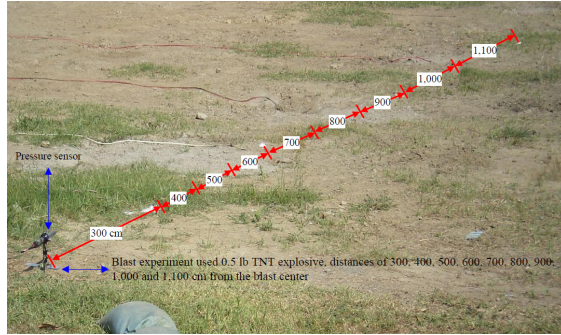 1,100
1,000
900
800
700
600
500
400
Pressure sensor
300 cm
Blast experiment used 0.5 lb TNT explosive, distances of 300, 400, 500, 600, 700, 800, 900,
1,000 and 1,100 cm from the blast center